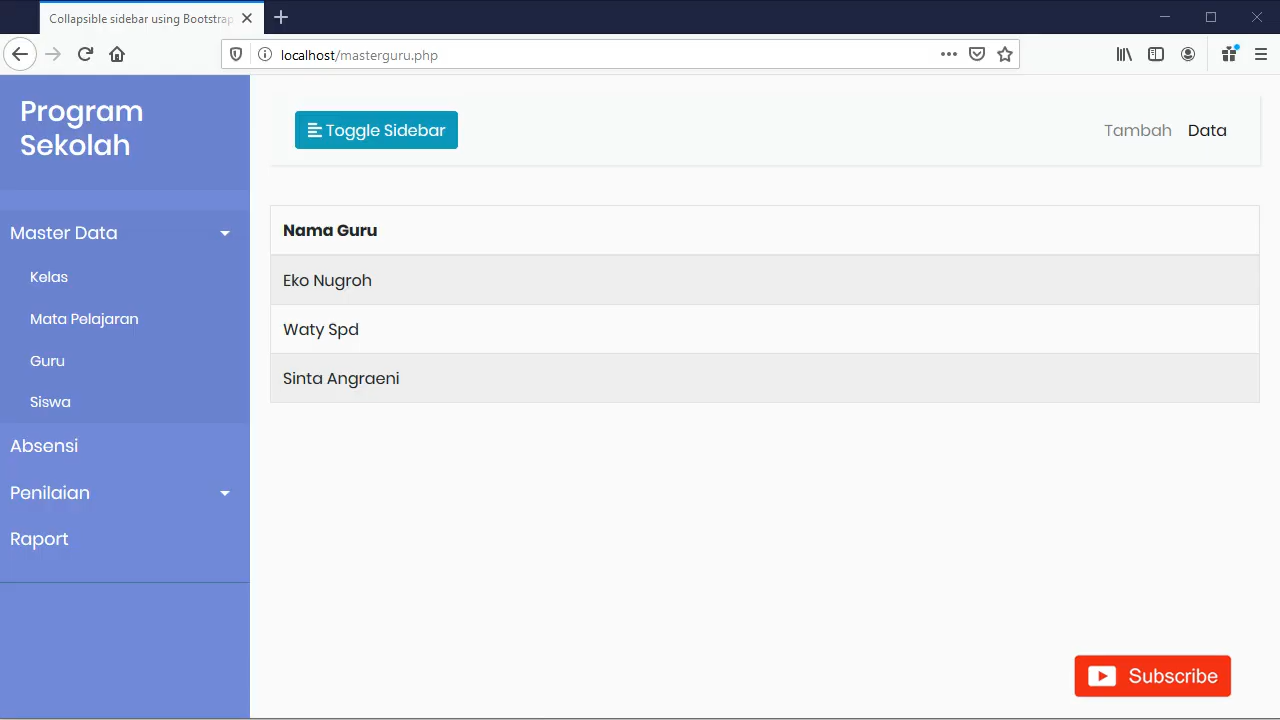 Collapsible sidebar using Bootstrap
localhost/masterguru.php
Program
Sekolah
Toggle Sidebar
Tambah
Data
Master Data
Kelas
Mata Pelajaran
Guru
Siswa
Absensi
Penilaian
Raport
Nama Guru
Eko Nugroh
Waty Spd
Sinta Angraeni
Subscribe